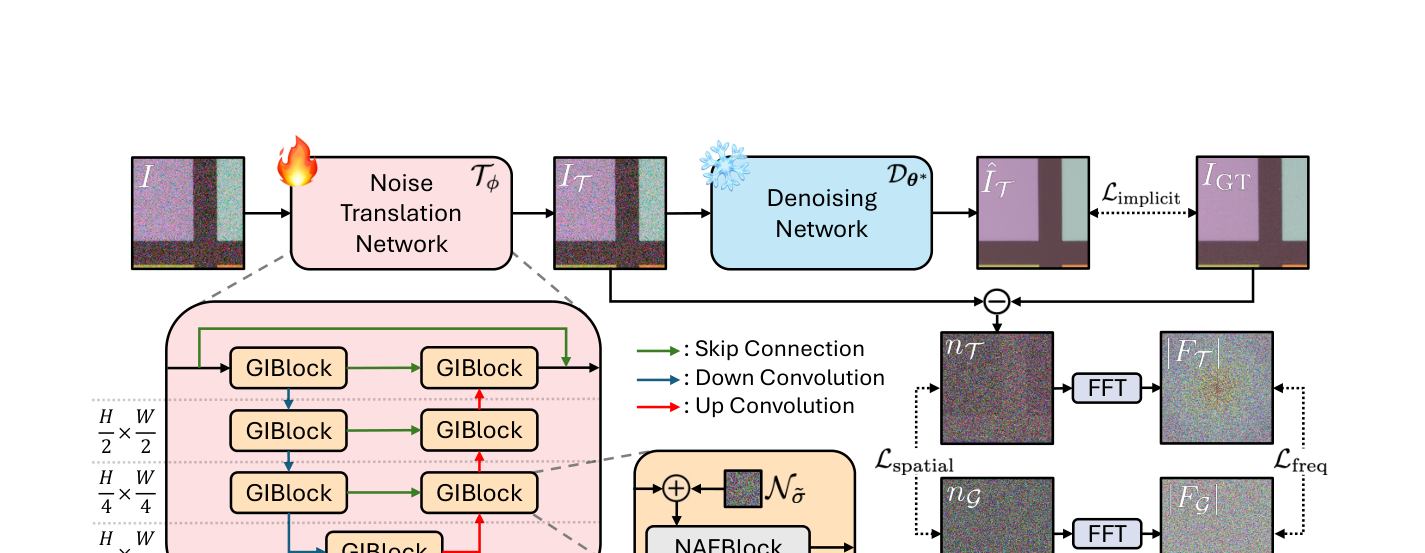 I
Noise
Translation
Network
𝒯_ϕ
I_𝒯
Denoising
Network
𝒟_θ*
Î_𝒯
ℒ_implicit
I_GT
GIBlock
GIBlock
: Skip Connection
: Down Convolution
: Up Convolution
n_𝒯
FFT
|F_𝒯|
H/2 × W/2
GIBlock
GIBlock
ℒ_spatial
ℒ_freq
H/4 × W/4
GIBlock
GIBlock
+
𝒩_σ̃
n_𝒢
FFT
|F_𝒢|
H × W
GIBlock
NAFBlock